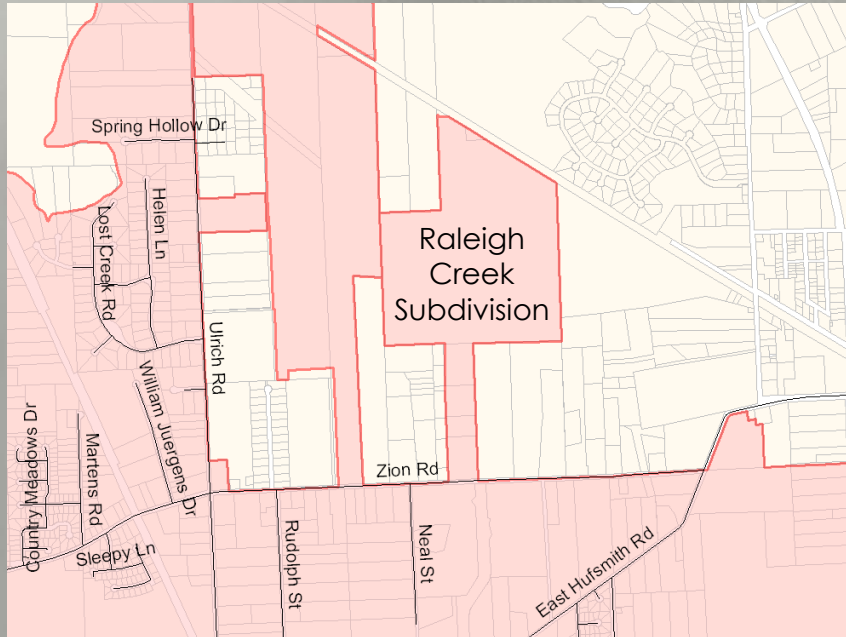 Spring Hollow Dr
Helen Ln
Lost Creek Rd
Raleigh
Creek
Subdivision
Ulrich Rd
William Juergens Dr
Country Meadows Dr
Martens Rd
Zion Rd
Sleepy Ln
Rudolph St
Neal St
East Hufsmith Rd